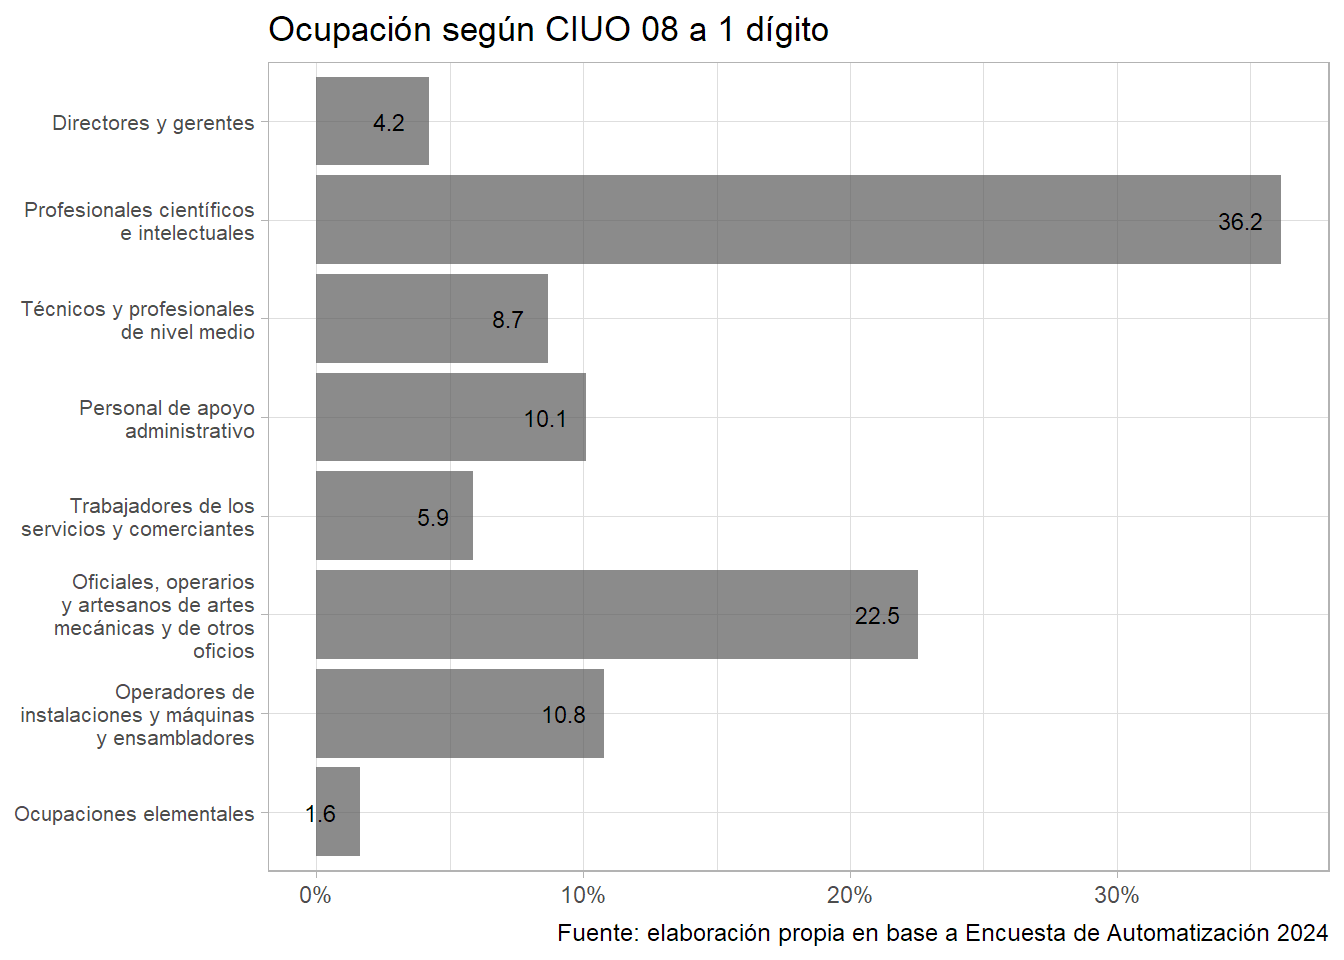 Ocupación según CIUO 08 a 1 dígito
Directores y gerentes
4.2
Profesionales científicos
e intelectuales
36.2
Técnicos y profesionales
de nivel medio
8.7
Personal de apoyo
administrativo
10.1
Trabajadores de los
servicios y comerciantes
5.9
Oficiales, operarios
y artesanos de artes
mecánicas y de otros
oficios
22.5
Operadores de
instalaciones y máquinas
y ensambladores
10.8
Ocupaciones elementales
1.6
0%
10%
20%
30%
Fuente: elaboración propia en base a Encuesta de Automatización 2024